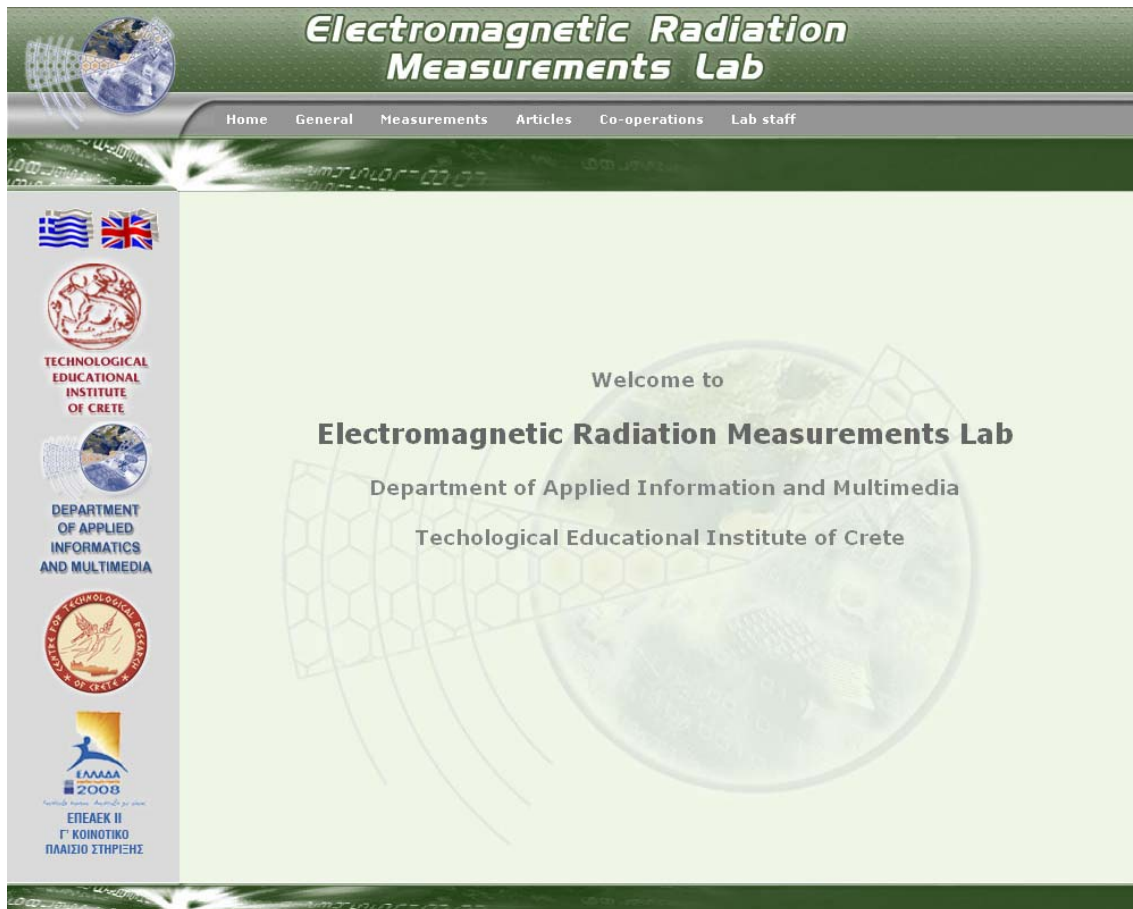 Electromagnetic Radiation
Measurements Lab
Home General Measurements Articles Co-operations Lab staff
TECHNOLOGICAL
EDUCATIONAL
INSTITUTE
OF CRETE
DEPARTMENT
OF APPLIED
INFORMATICS
AND MULTIMEDIA
CENTRE FOR TECHNOLOGICAL RESEARCH
OF CRETE
ΕΛΛΑΔΑ
2008
ΕΠΕΑΕΚ ΙΙ
Γ' ΚΟΙΝΟΤΙΚΟ
ΠΛΑΙΣΙΟ ΣΤΗΡΙΞΗΣ
Welcome to
Electromagnetic Radiation Measurements Lab
Department of Applied Information and Multimedia
Techological Educational Institute of Crete